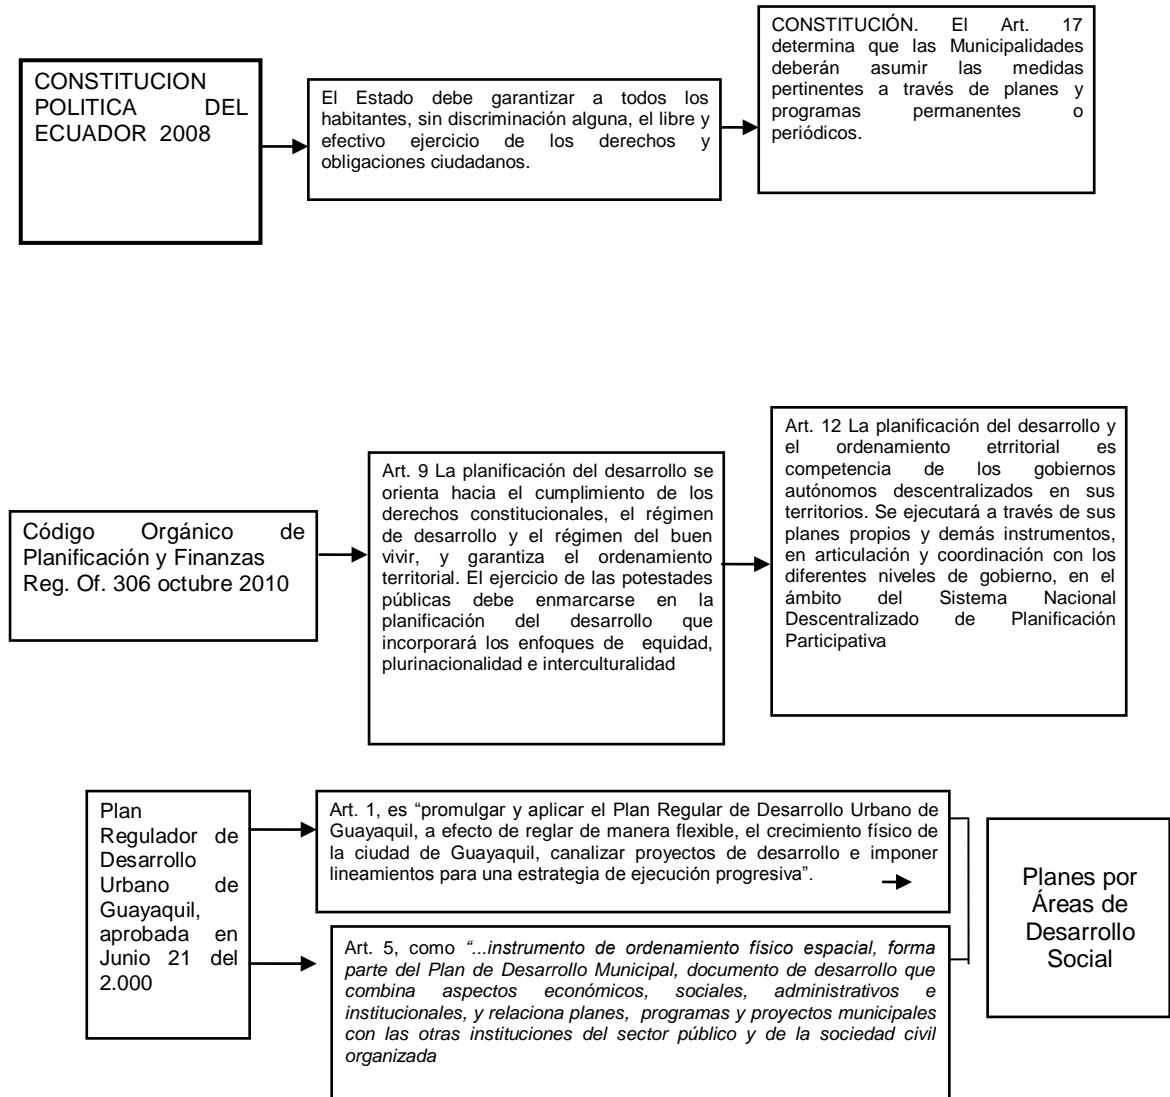 CONSTITUCION
POLITICA DEL
ECUADOR 2008
El Estado debe garantizar a todos los
habitantes, sin discriminación alguna, el libre y
efectivo ejercicio de los derechos y
obligaciones ciudadanos.
CONSTITUCIÓN. El Art. 17
determina que las Municipalidades
deberán asumir las medidas
pertinentes a través de planes y
programas permanentes o
periódicos.
Código Orgánico de
Planificación y Finanzas
Reg. Of. 306 octubre 2010
Art. 9 La planificación del desarrollo se
orienta hacia el cumplimiento de los
derechos constitucionales, el régimen
de desarrollo y el régimen del buen
vivir, y garantiza el ordenamiento
territorial. El ejercicio de las potestades
públicas debe enmarcarse en la
planificación del desarrollo que
incorporará los enfoques de equidad,
plurinacionalidad e interculturalidad
Art. 12 La planificación del desarrollo y
el ordenamiento etrritorial es
competencia de los gobiernos
autónomos descentralizados en sus
territorios. Se ejecutará a través de sus
planes propios y demás instrumentos,
en articulación y coordinación con los
diferentes niveles de gobierno, en el
ámbito del Sistema Nacional
Descentralizado de Planificación
Participativa
Plan
Regulador de
Desarrollo
Urbano de
Guayaquil,
aprobada en
Junio 21 del
2.000
Art. 1, es “promulgar y aplicar el Plan Regular de Desarrollo Urbano de
Guayaquil, a efecto de reglar de manera flexible, el crecimiento físico de
la ciudad de Guayaquil, canalizar proyectos de desarrollo e imponer
lineamientos para una estrategia de ejecución progresiva”.
Art. 5, como “...instrumento de ordenamiento físico espacial, forma
parte del Plan de Desarrollo Municipal, documento de desarrollo que
combina aspectos económicos, sociales, administrativos e
institucionales, y relaciona planes, programas y proyectos municipales
con las otras instituciones del sector público y de la sociedad civil
organizada
Planes por
Áreas de
Desarrollo
Social